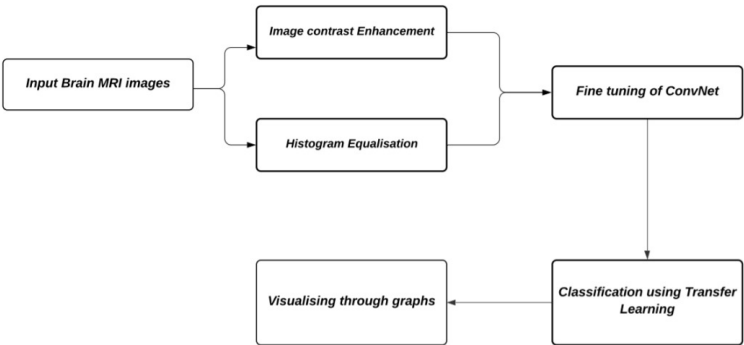 Image contrast Enhancement
Input Brain MRI images
Fine tuning of ConvNet
Histogram Equalisation
Visualising through graphs
Classification using Transfer
Learning